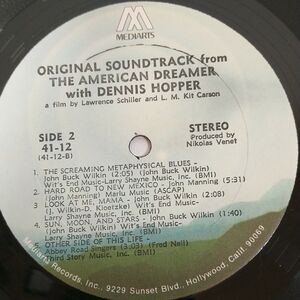 MEDIARTS
ORIGINAL SOUNDTRACK from
THE AMERICAN DREAMER
with DENNIS HOPPER
a film by Lawrence Schiller and L. M. Kit Carson
SIDE 2
41-12
(41-12-B)
STEREO
Produced by
Nikolas Venet
1. THE SCREAMING METAPHYSICAL BLUES -
John Buck Wilkin (2:05) (John Buck Wilkin)
Wit's End Music-Larry Shayne Music, Inc. (BMI)
2. HARD ROAD TO NEW MEXICO - John Manning (5:31)
(John Manning) Mariu Music (ASCAP)
3. LOOK AT ME, MAMA - John Buck Wilkin (2:40)
(J. Wilkin-D. Kloetzke) Wit's End Music-
Larry Shayne Music, Inc. (BMI)
4. SUN, MOON, AND STARS - John Buck Wilkin (1:40)
(John Buck Wilkin) Wit's End Music-
Larry Shayne Music, Inc. (BMI)
5. OTHER SIDE OF THIS LIFE -
Abbey Road Singers (3:03) (Fred Neil)
Third Story Music, Inc. (BMI)
Mediarts Records, Inc., 9229 Sunset Blvd., Hollywood, Calif. 90069